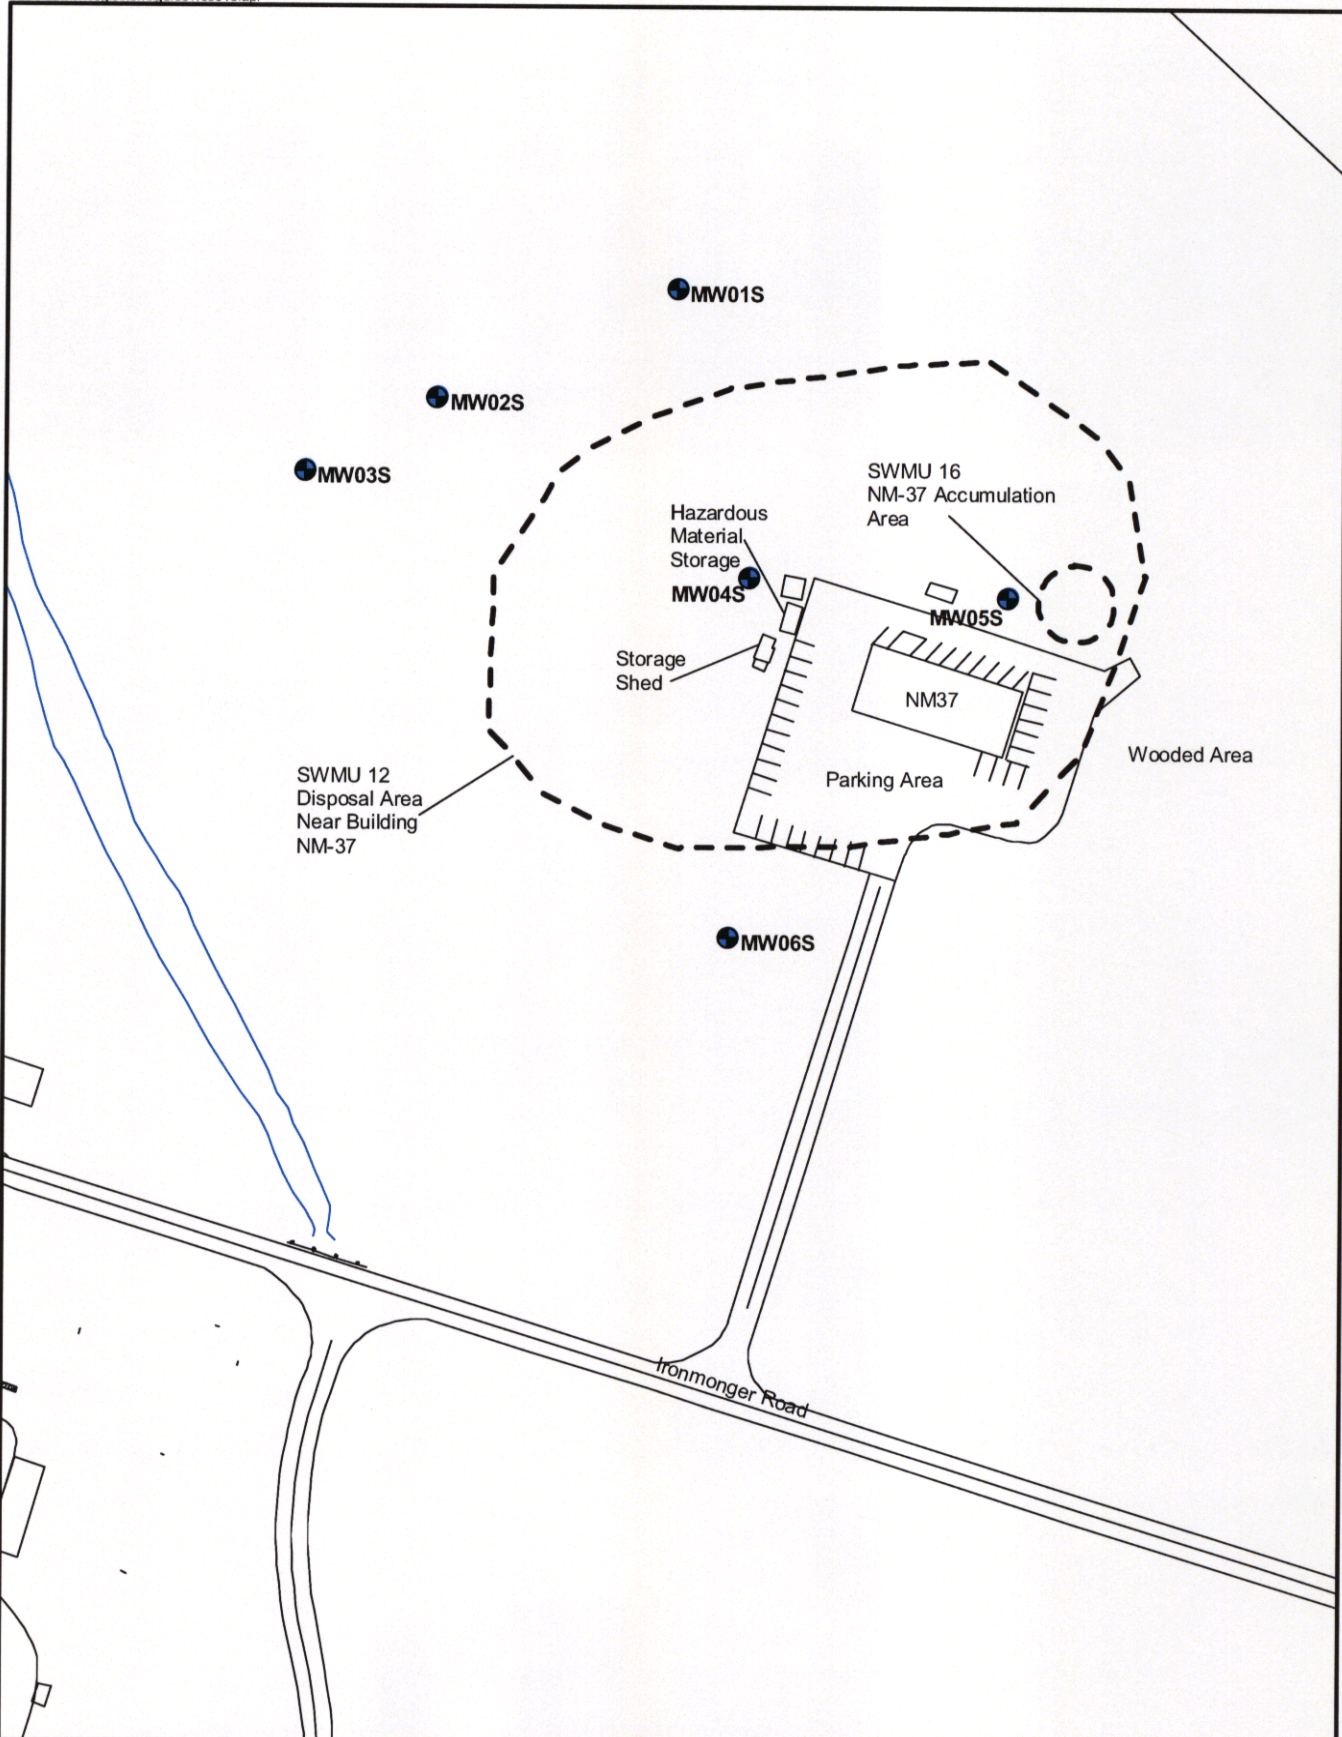 MW01S
MW02S
MW03S
SWMU 16
NM-37 Accumulation
Area
Hazardous
Material
Storage
MW04S
MW05S
Storage
Shed
NM37
Wooded Area
SWMU 12
Disposal Area
Near Building
NM-37
Parking Area
MW06S
Ironmonger Road